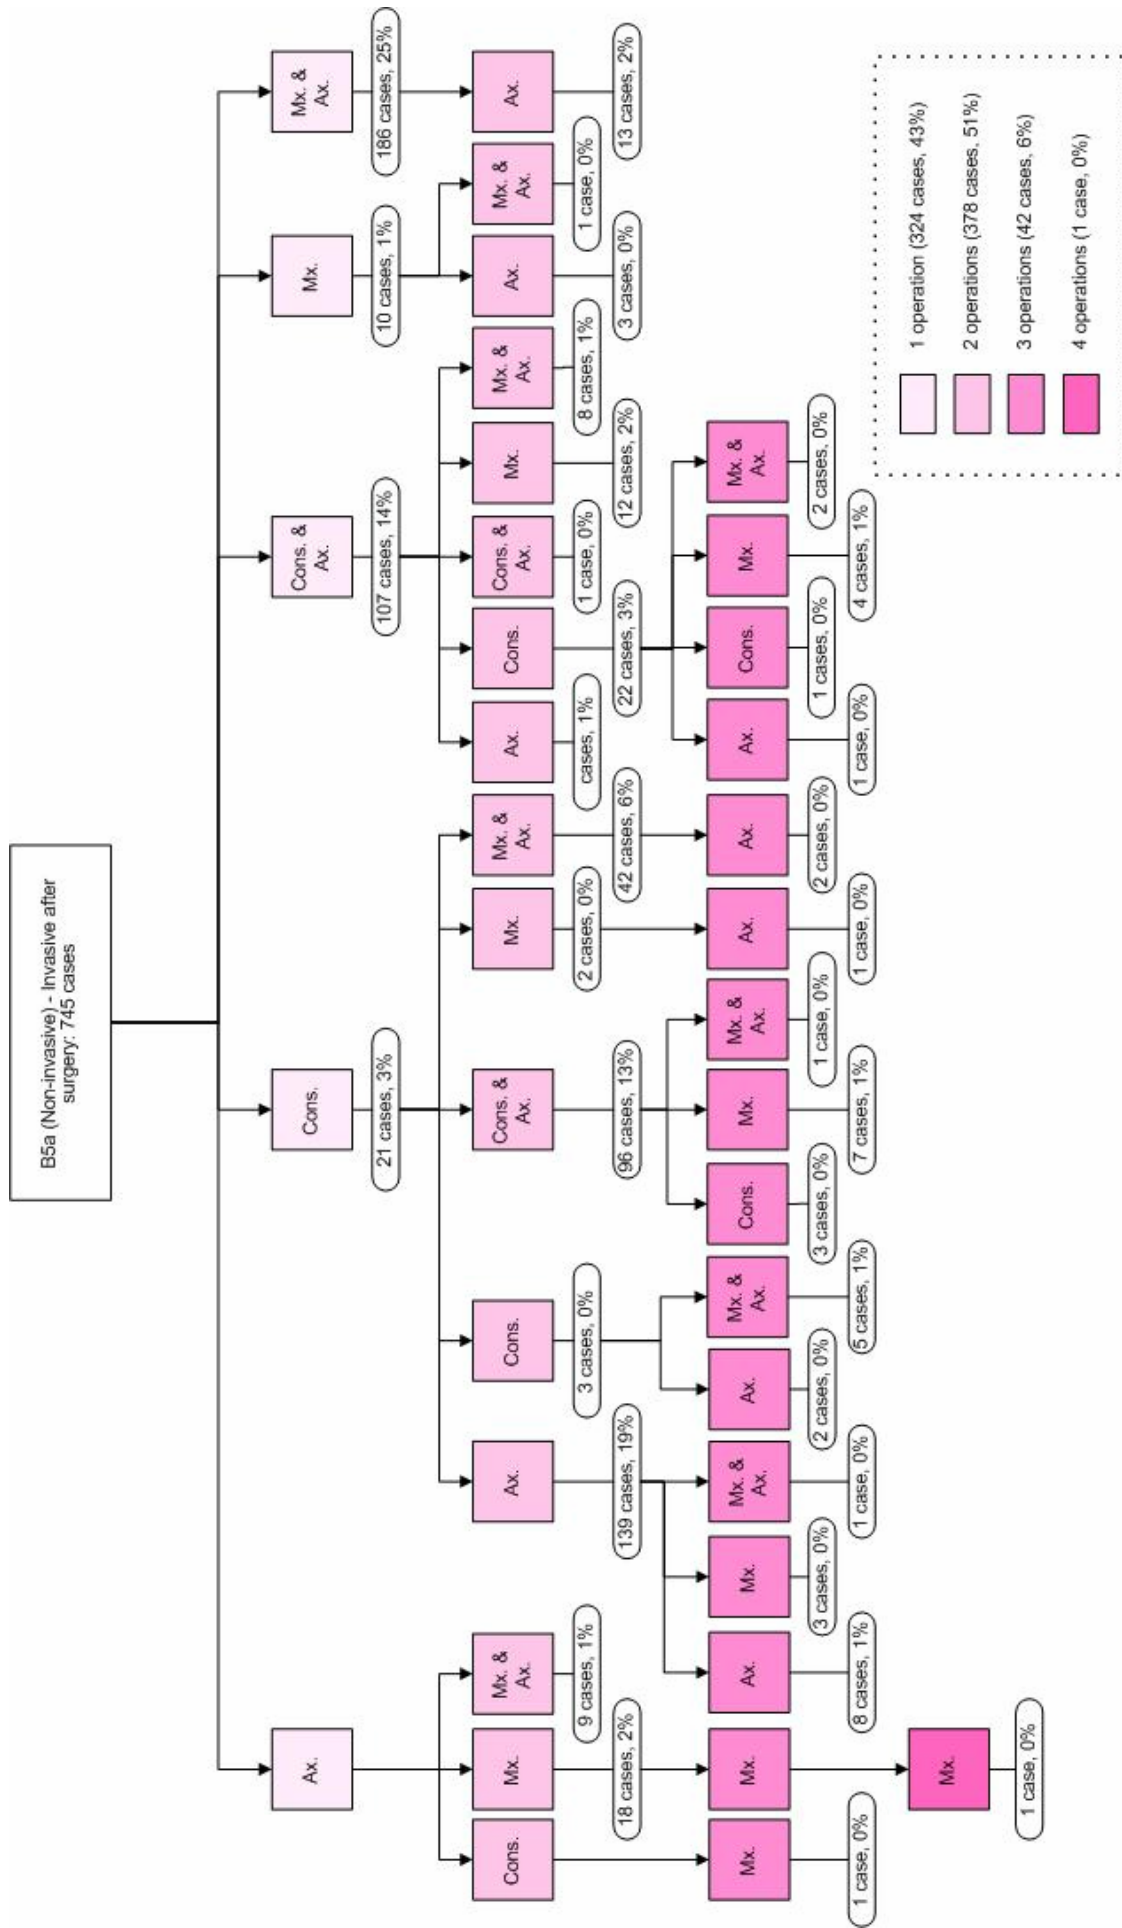 B5a (Non-invasive) - Invasive after
surgery: 745 cases
Ax.
Cons.
Cons. &
Ax.
Mx.
Mx. &
Ax.
21 cases, 3%
107 cases, 14%
10 cases, 1%
186 cases, 25%
Cons.
Mx.
Mx. &
Ax.
Ax.
Cons.
Cons. &
Ax.
Mx.
Mx. &
Ax.
Ax.
Cons.
Cons. &
Ax.
Mx.
Mx. &
Ax.
Ax.
Mx. &
Ax.
Ax.
9 cases, 1%
3 cases, 0%
2 cases, 0%
cases, 1%
1 case, 0%
8 cases, 1%
1 case, 0%
18 cases, 2%
139 cases, 19%
96 cases, 13%
42 cases, 6%
22 cases, 3%
12 cases, 2%
3 cases, 0%
13 cases, 2%
Mx.
Mx.
Ax.
Mx.
Mx. &
Ax.
Ax.
Mx. &
Ax.
Cons.
Mx.
Mx. &
Ax.
Ax.
Ax.
Ax.
Cons.
Mx.
Mx. &
Ax.
3 cases, 0%
2 cases, 0%
3 cases, 0%
1 case, 0%
2 cases, 0%
1 cases, 0%
2 cases, 0%
1 case, 0%
8 cases, 1%
1 case, 0%
5 cases, 1%
7 cases, 1%
1 case, 0%
1 case, 0%
4 cases, 1%
Mx.
1 case, 0%
1 operation (324 cases, 43%)
2 operations (378 cases, 51%)
3 operations (42 cases, 6%)
4 operations (1 case, 0%)